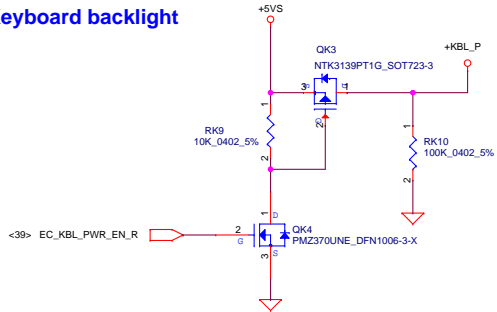 eyboard backlight
+5VS
QK3
+KBL_P
NTK3139PT1G_SOT723-3
3
1
2
1
RK9
10K_0402_5%
2
1
RK10
100K_0402_5%
2
1
D
<39> EC_KBL_PWR_EN_R
2
G
QK4
PMZ370UNE_DFN1006-3-X
S
3